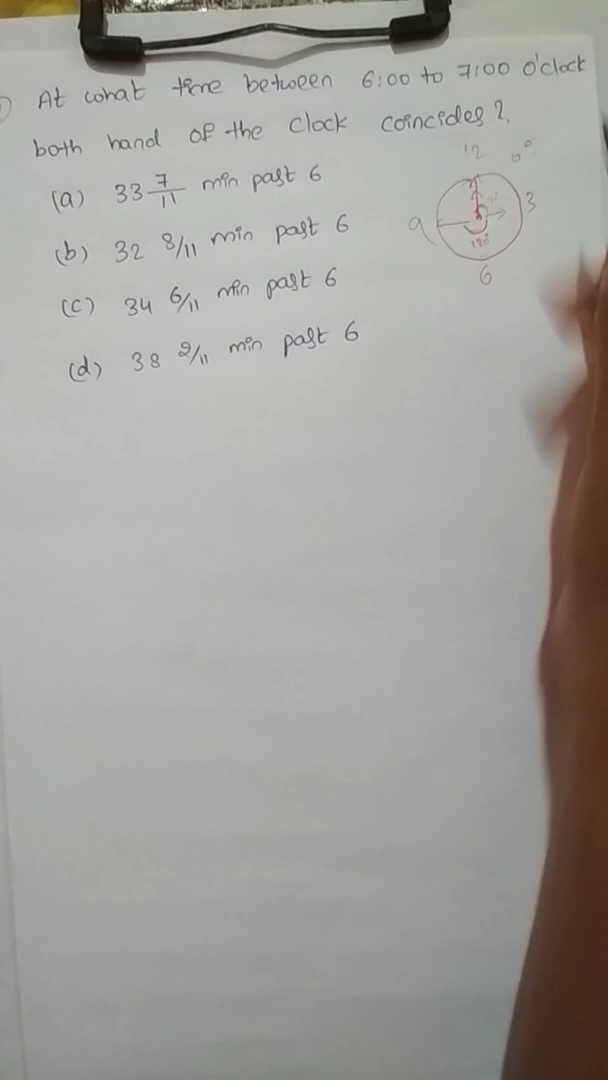 At what time between 6:00 to 7:00 o'clock
both hand of the clock coincides?
(a) 33 7/11 min past 6
(b) 32 8/11 min past 6
(c) 34 6/11 min past 6
(d) 38 2/11 min past 6
12 0°
9 3
180°
6